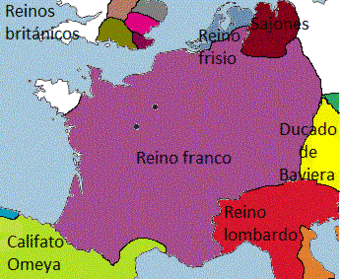 Reinos
británicos
Sajones
Reino
frisio
Reino franco
Ducado
de
Baviera
Reino
lombardo
Califato
Omeya